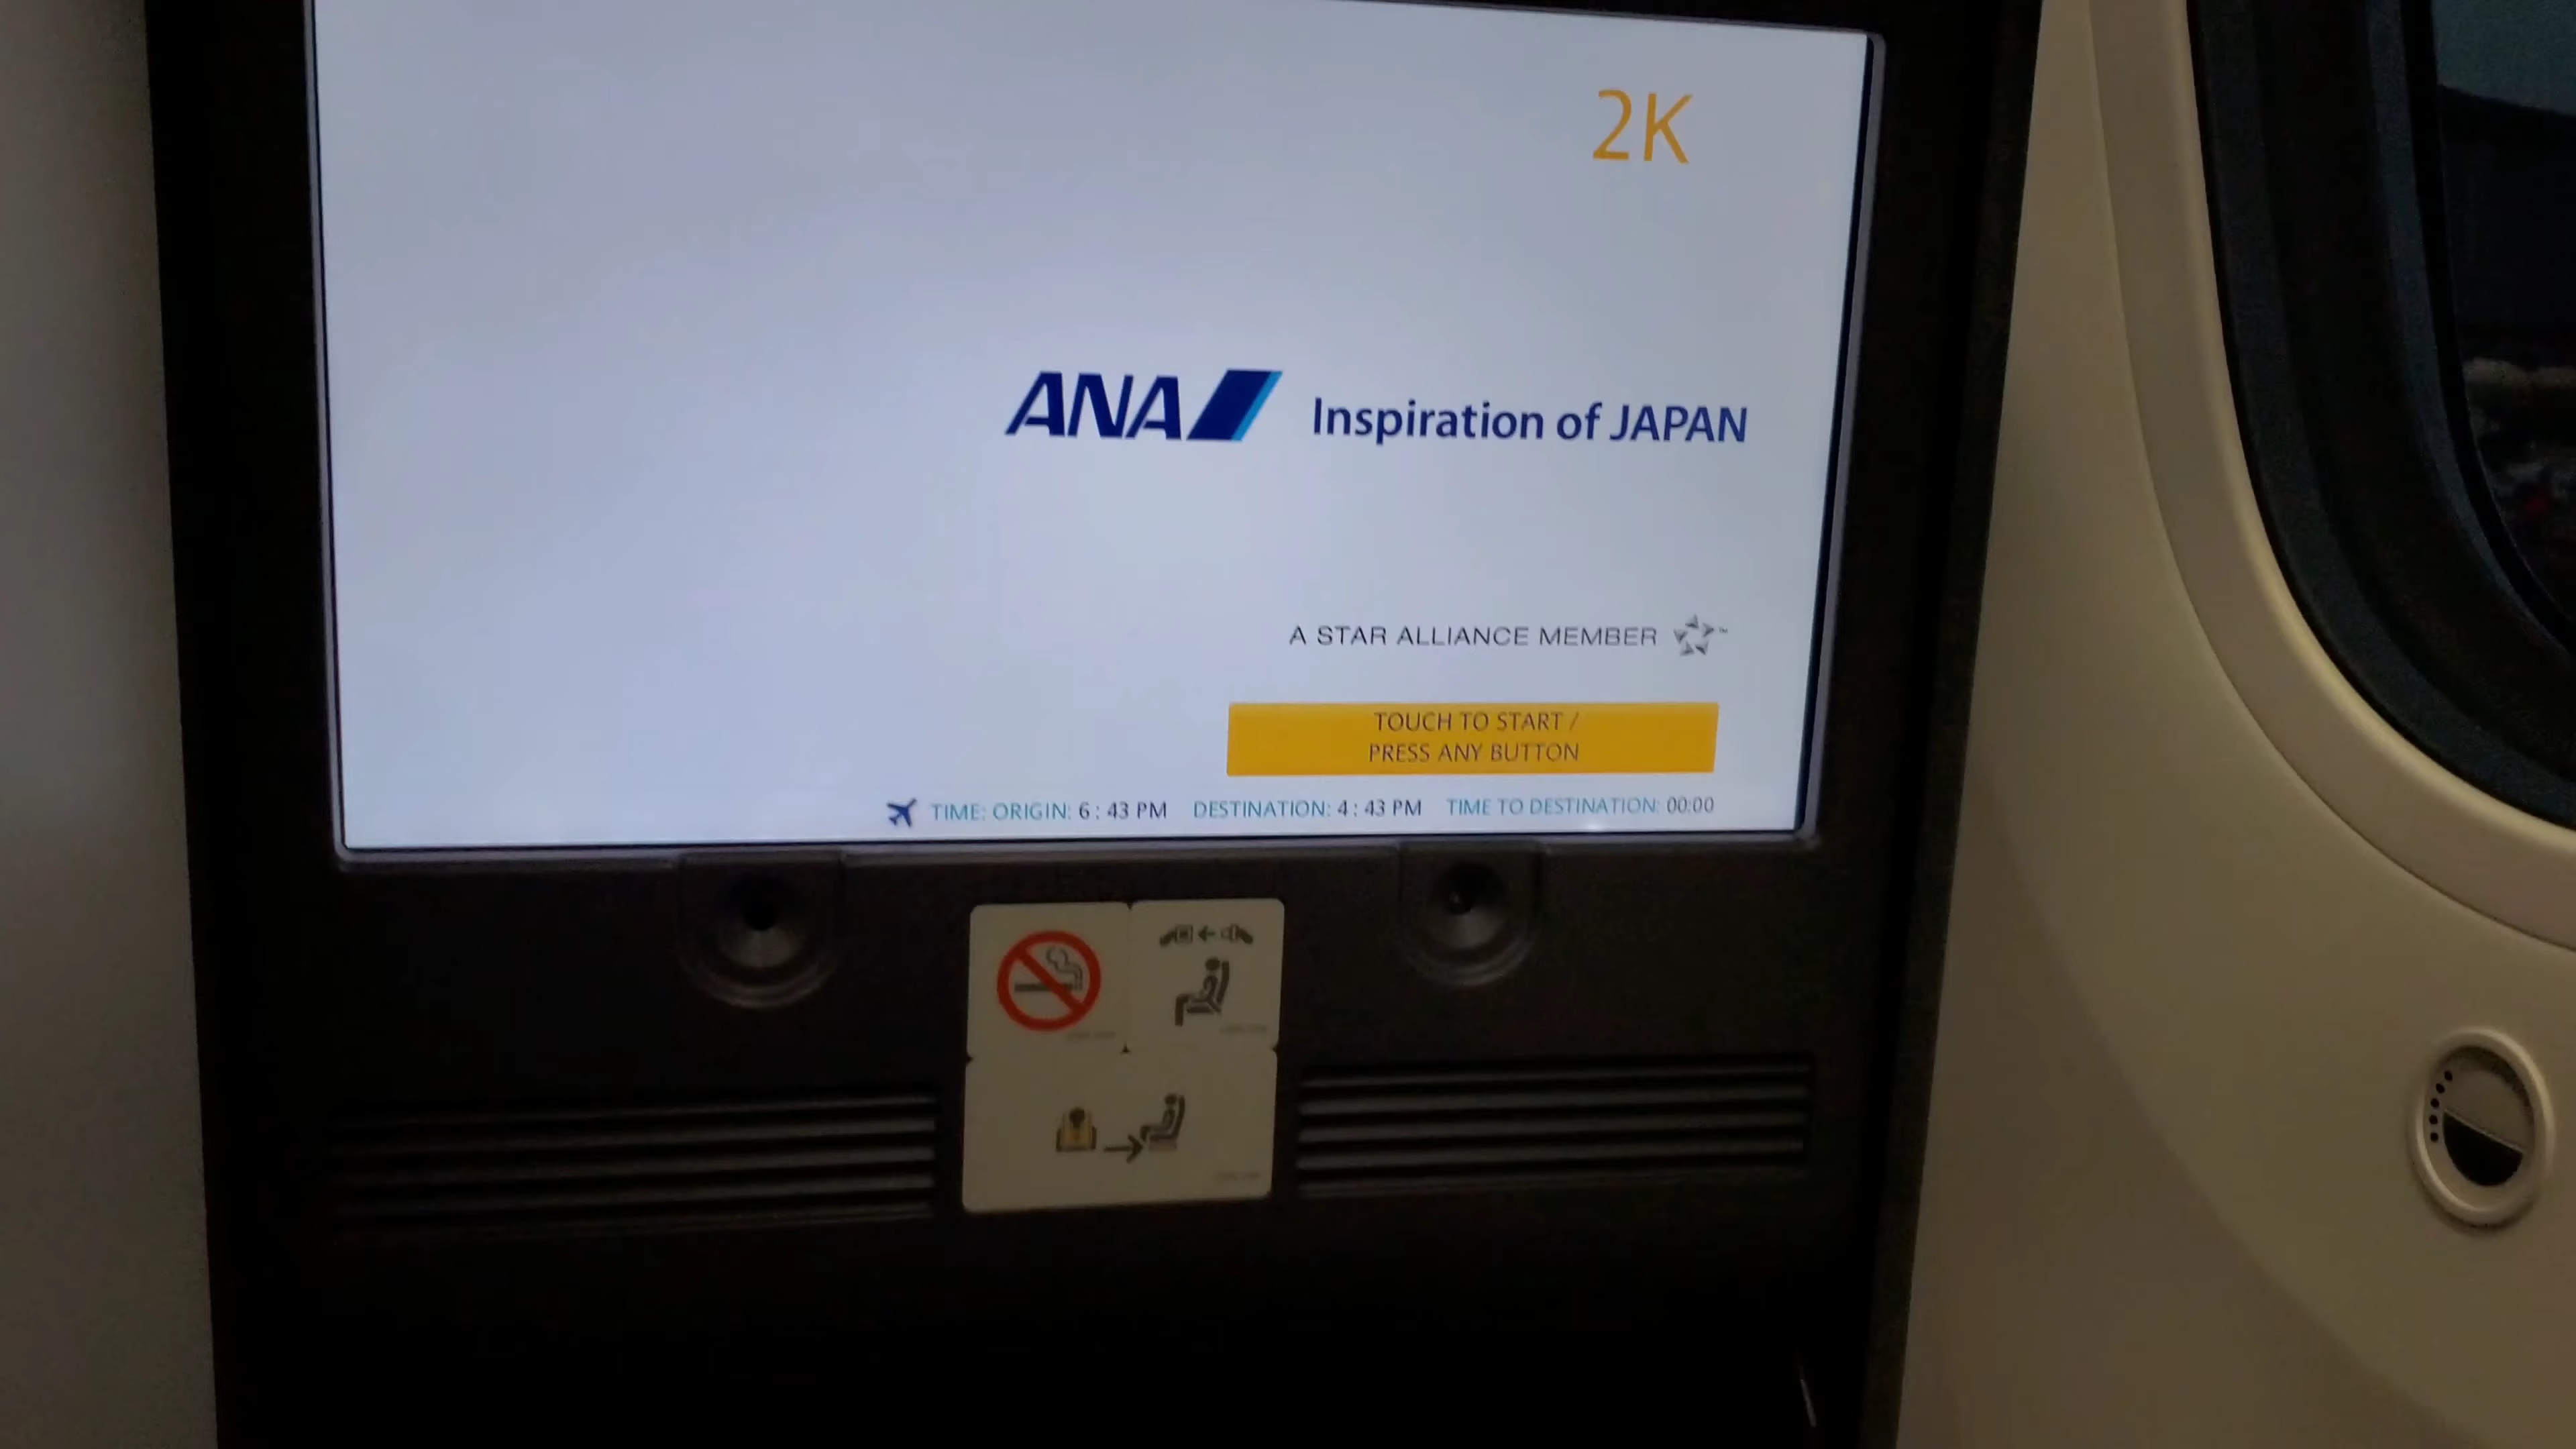 2K
ANA Inspiration of JAPAN
A STAR ALLIANCE MEMBER
TOUCH TO START /
PRESS ANY BUTTON
TIME: ORIGIN: 6 : 43 PM DESTINATION: 4 : 43 PM TIME TO DESTINATION: 00:00